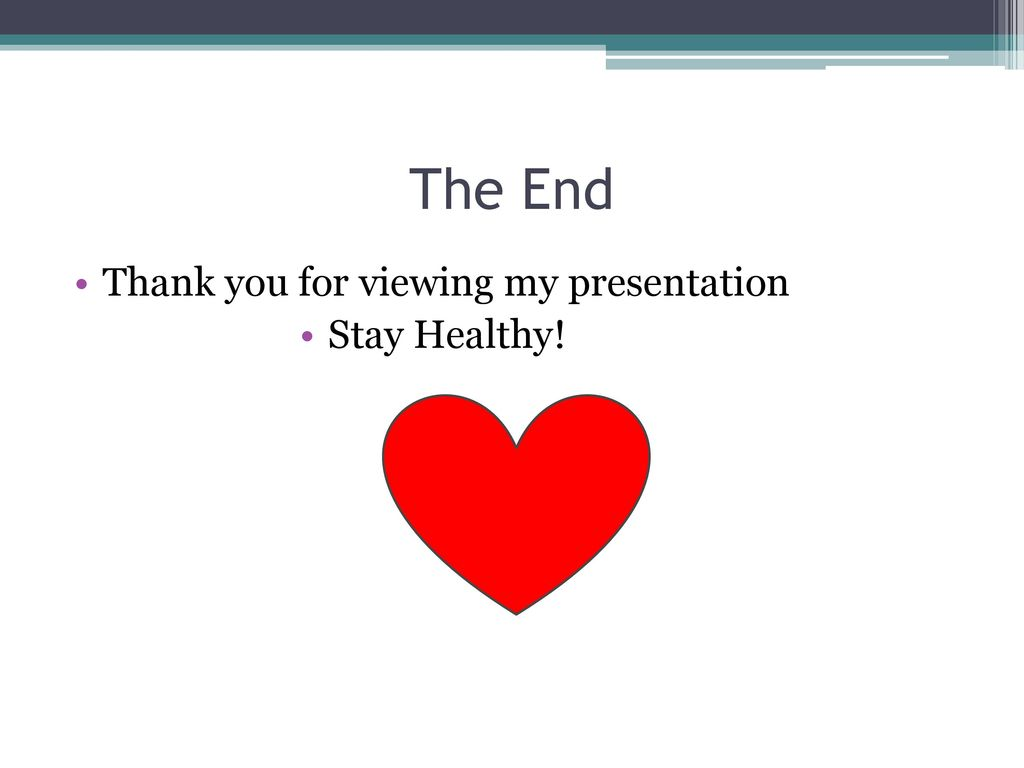 The End
• Thank you for viewing my presentation
• Stay Healthy!